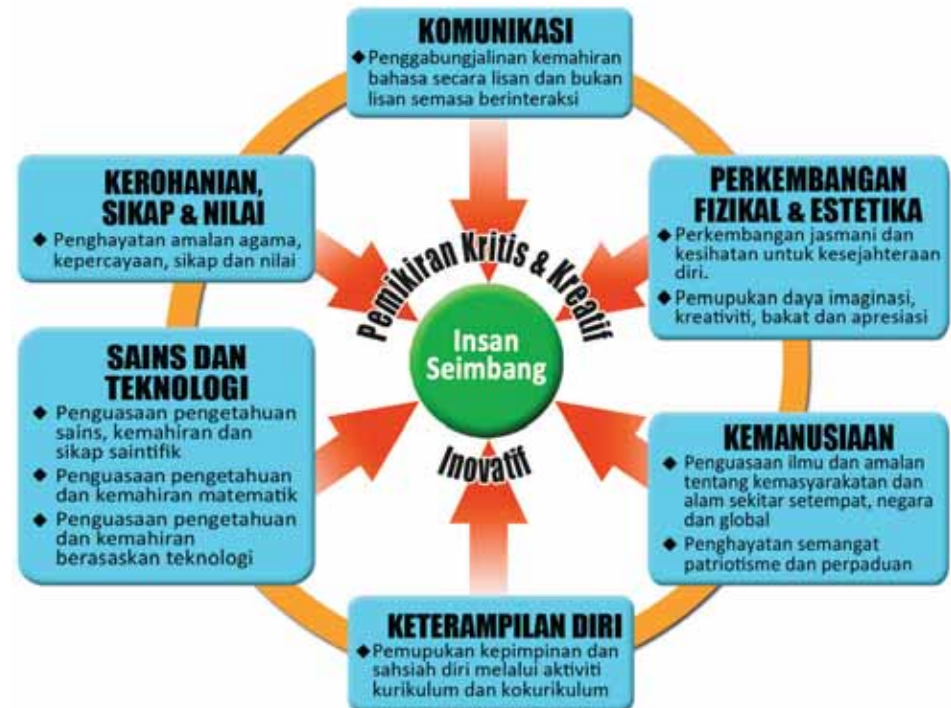 KOMUNIKASI
◆ Penggabungjalinan kemahiran
bahasa secara lisan dan bukan
lisan semasa berinteraksi
KEROHANIAN,
SIKAP & NILAI
◆ Penghayatan amalan agama,
kepercayaan, sikap dan nilai
PERKEMBANGAN
FIZIKAL & ESTETIKA
◆ Perkembangan jasmani dan
kesihatan untuk kesejahteraan
diri.
◆ Pemupukan daya imaginasi,
kreativiti, bakat dan apresiasi
Pemikiran Kritis & Kreatif
Insan
Seimbang
Inovatif
SAINS DAN
TEKNOLOGI
◆ Penguasaan pengetahuan
sains, kemahiran dan
sikap saintifik
◆ Penguasaan pengetahuan
dan kemahiran matematik
◆ Penguasaan pengetahuan
dan kemahiran
berasaskan teknologi
KEMANUSIAAN
◆ Penguasaan ilmu dan amalan
tentang kemasyarakatan dan
alam sekitar setempat, negara
dan global
◆ Penghayatan semangat
patriotisme dan perpaduan
KETERAMPILAN DIRI
◆ Pemupukan kepimpinan dan
sahsiah diri melalui aktiviti
kurikulum dan kokurikulum